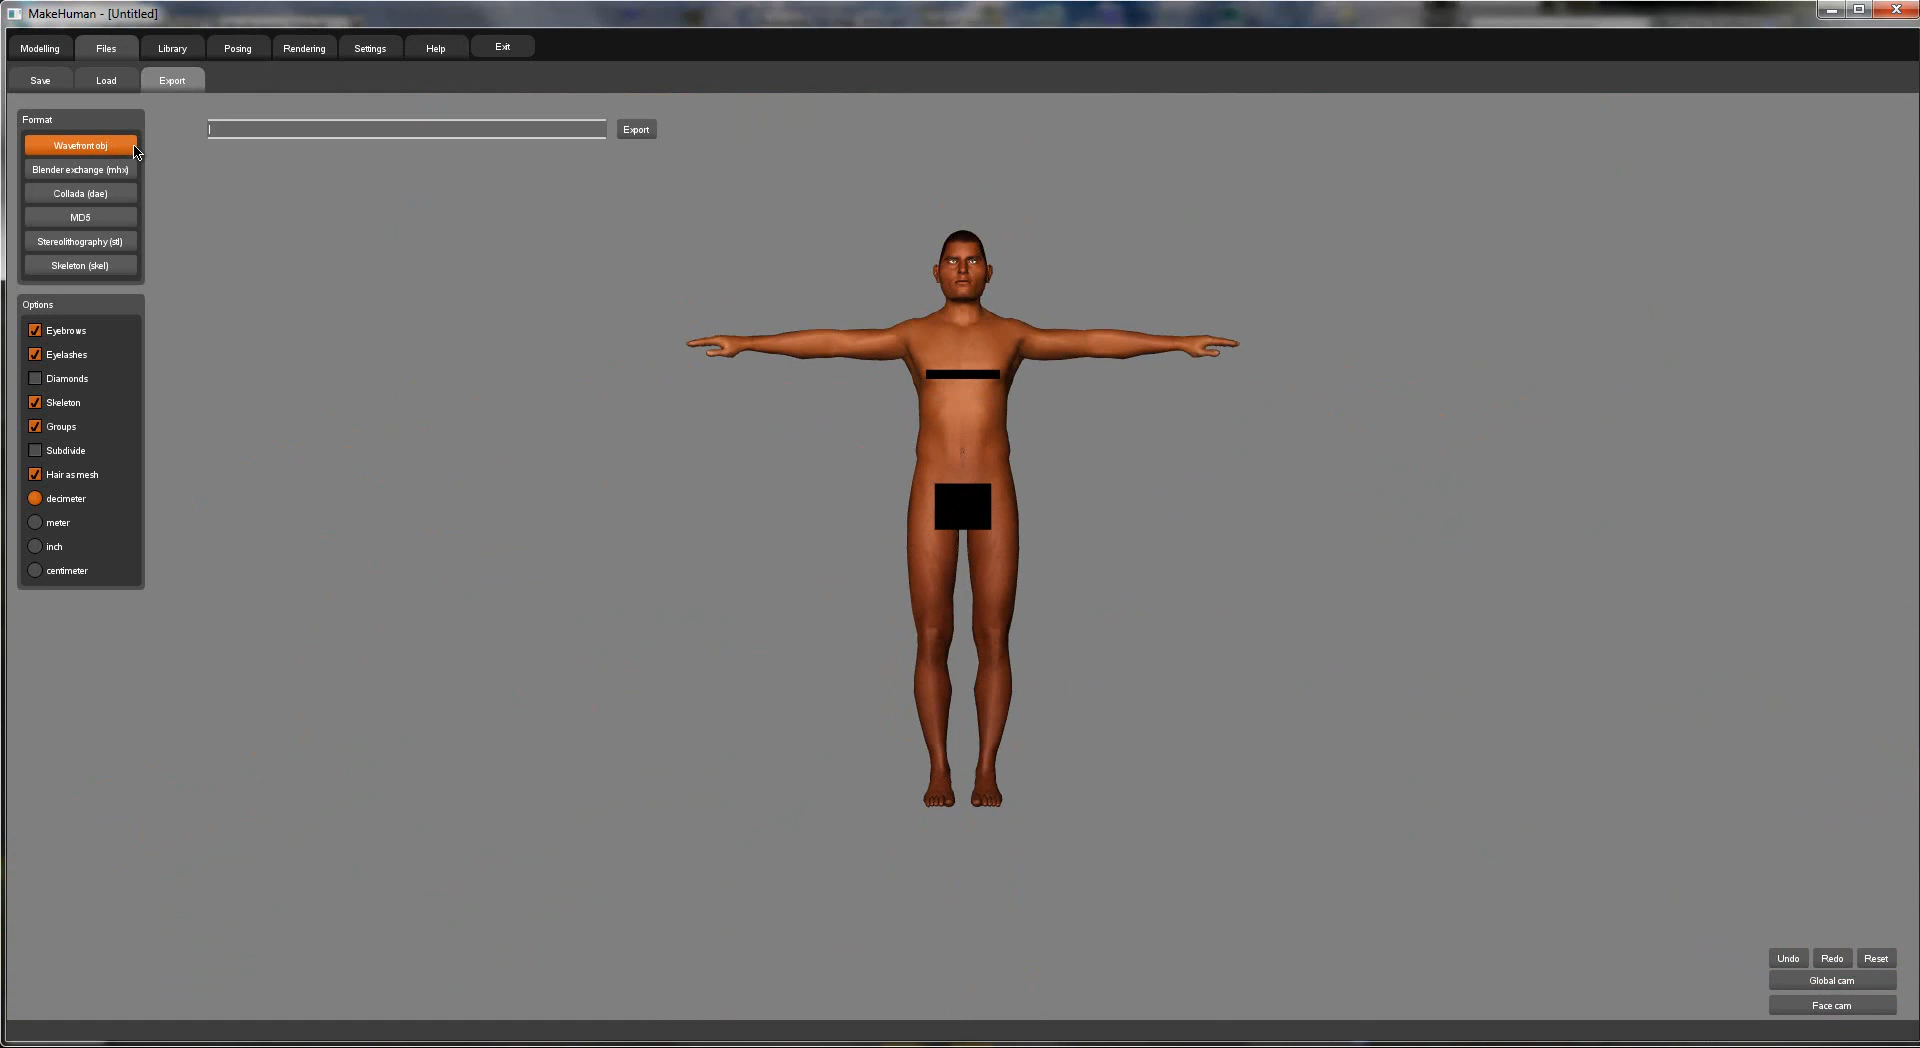 MakeHuman - [Untitled]
Modelling Files Library Posing Rendering Settings Help Exit
Save Load Export
Format
Wavefront obj
Blender exchange (mhx)
Collada (dae)
MD5
Stereolithography (stl)
Skeleton (skel)
Export
Options
Eyebrows
Eyelashes
Diamonds
Skeleton
Groups
Subdivide
Hair as mesh
decimeter
meter
inch
centimeter
Undo Redo Reset
Global cam
Face cam